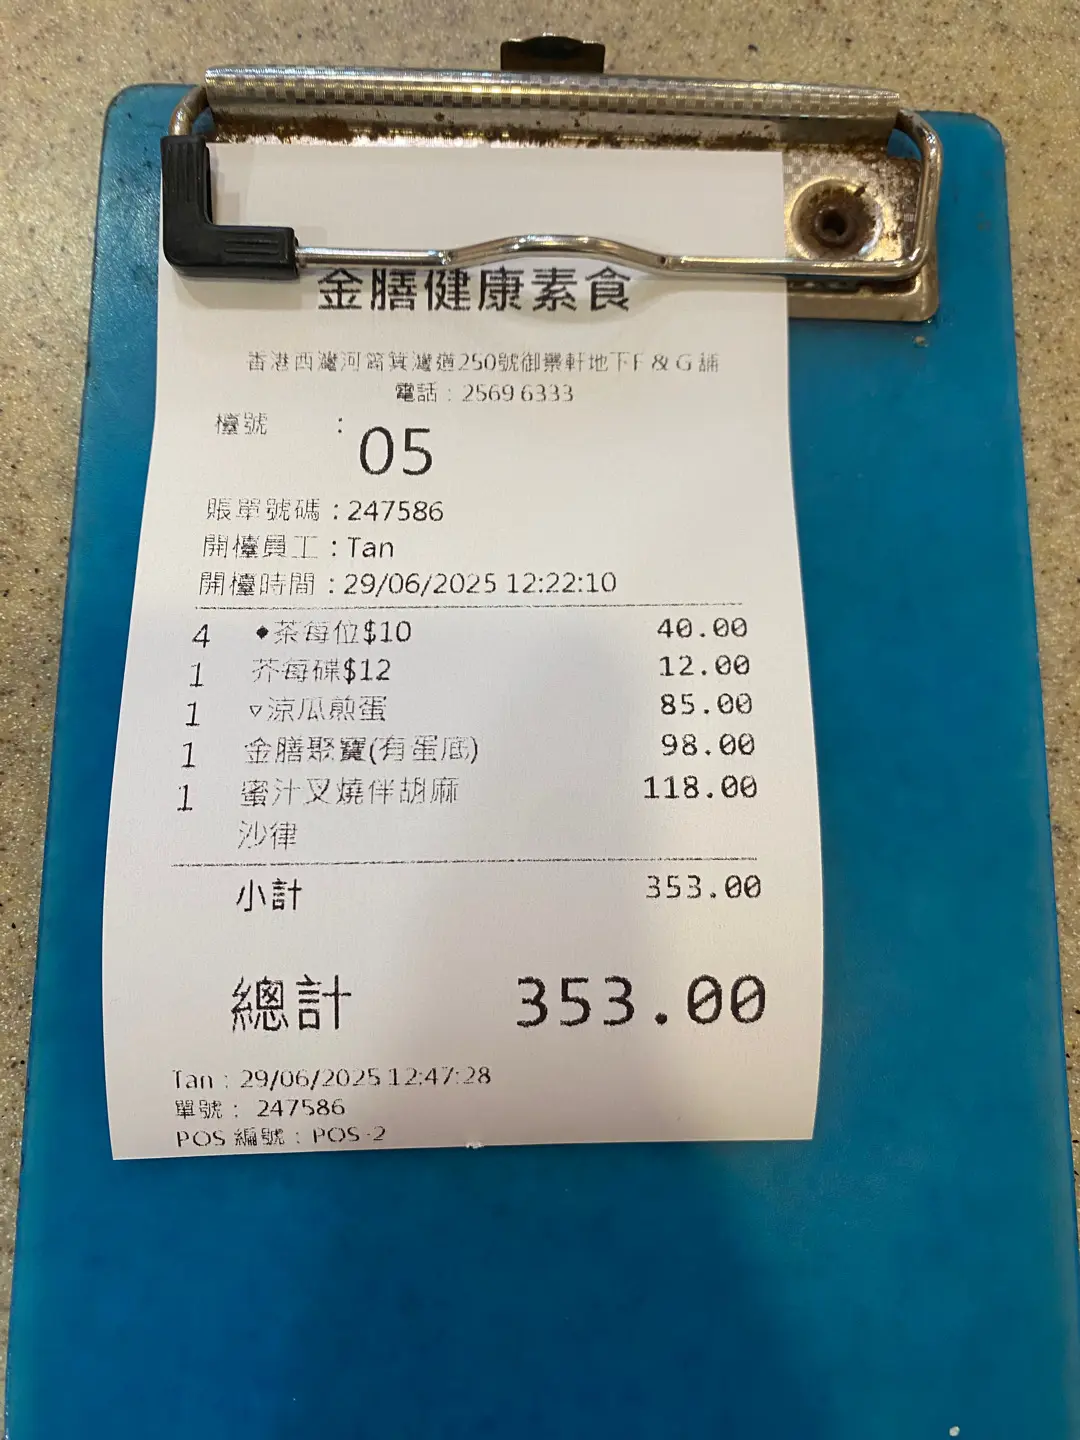 金膳健康素食
香港西灣河筲箕灣道250號御景軒地下F & G 舖
電話 : 2569 6333
檯號 :
05
賬單號碼 : 247586
開檯員工 : Tan
開檯時間 : 29/06/2025 12:22:10
4 ◆茶每位$10 40.00
1 芥每碟$12 12.00
1 ▽涼瓜煎蛋 85.00
1 金膳聚寶(有蛋底) 98.00
1 蜜汁叉燒伴胡麻 118.00
沙律
小計 353.00
總計 353.00
Tan : 29/06/2025 12:47:28
單號 : 247586
POS 編號 : POS-2